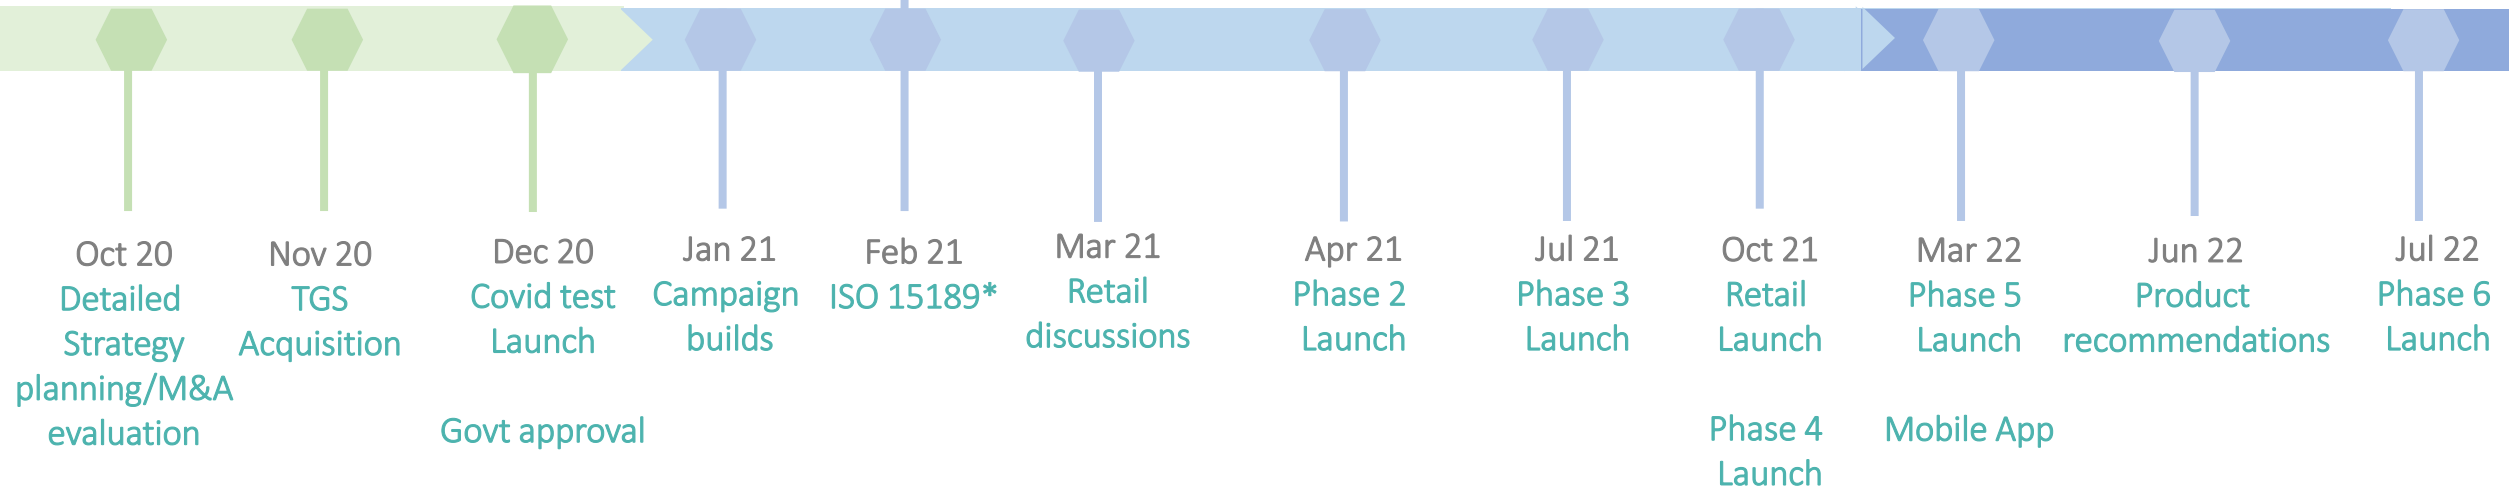 Oct 20
Detailed
Strategy
planning/M&A
evaluation
Nov 20
TGS
Acquisition
Dec 20
Covid test
Launch
Govt approval
Jan 21
Campaign
builds
Feb 21
ISO 15189*
Mar 21
Retail
discussions
Apr 21
Phase 2
Launch
Jul 21
Phase 3
Launch
Oct 21
Retail
Launch
Phase 4
Launch
Mar 22
Phase 5
Launch
Mobile App
Jun 22
Product
recommendations
Jul 22
Phase 6
Launch